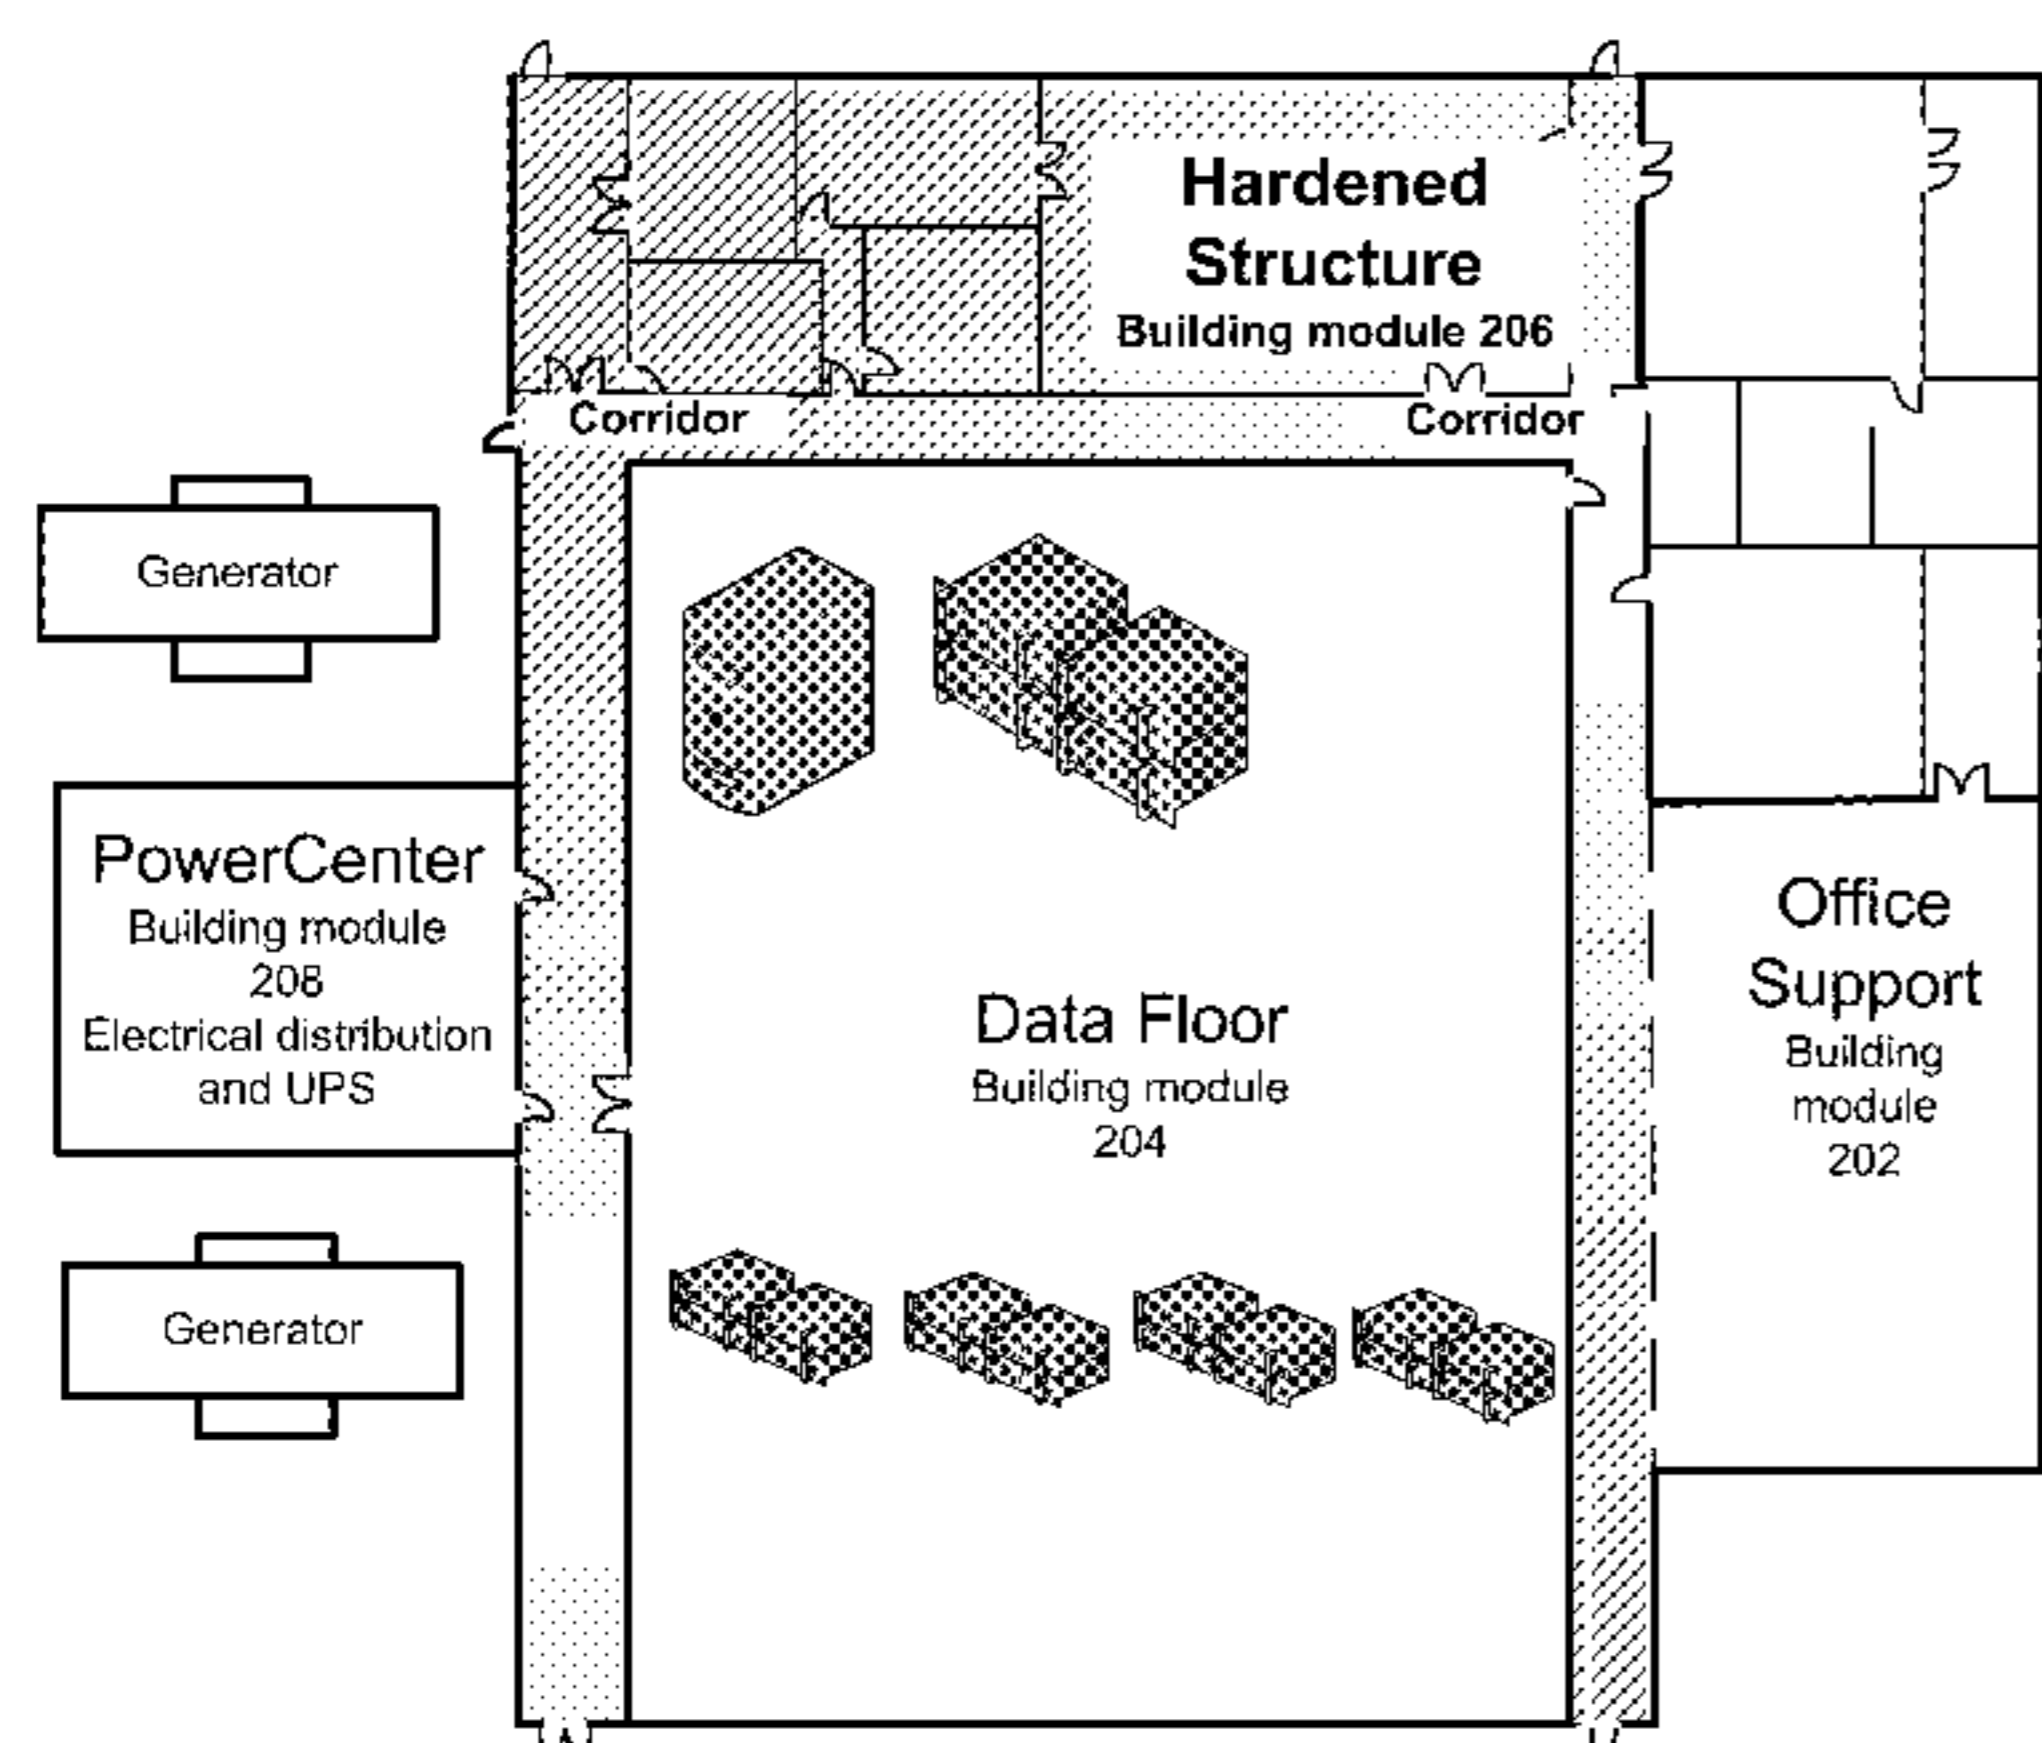 Hardened
Structure
Building module 206
Corridor
Corridor
Generator
PowerCenter
Building module
208
Electrical distribution
and UPS
Data Floor
Building module
204
Office
Support
Building
module
202
Generator